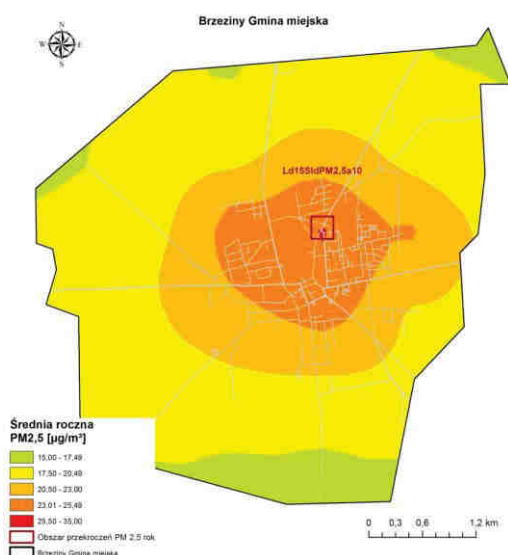 Brzeziny Gmina miejska
N
W E
S
Ld15SldPM2,5a10
Średnia roczna
PM2,5 [µg/m³]
15,00 - 17,49
17,50 - 20,49
20,50 - 23,00
23,01 - 25,49
25,50 - 35,00
Obszar przekroczeń PM 2,5 rok
Brzeziny Gmina miejska
0 0,3 0,6 1,2 km